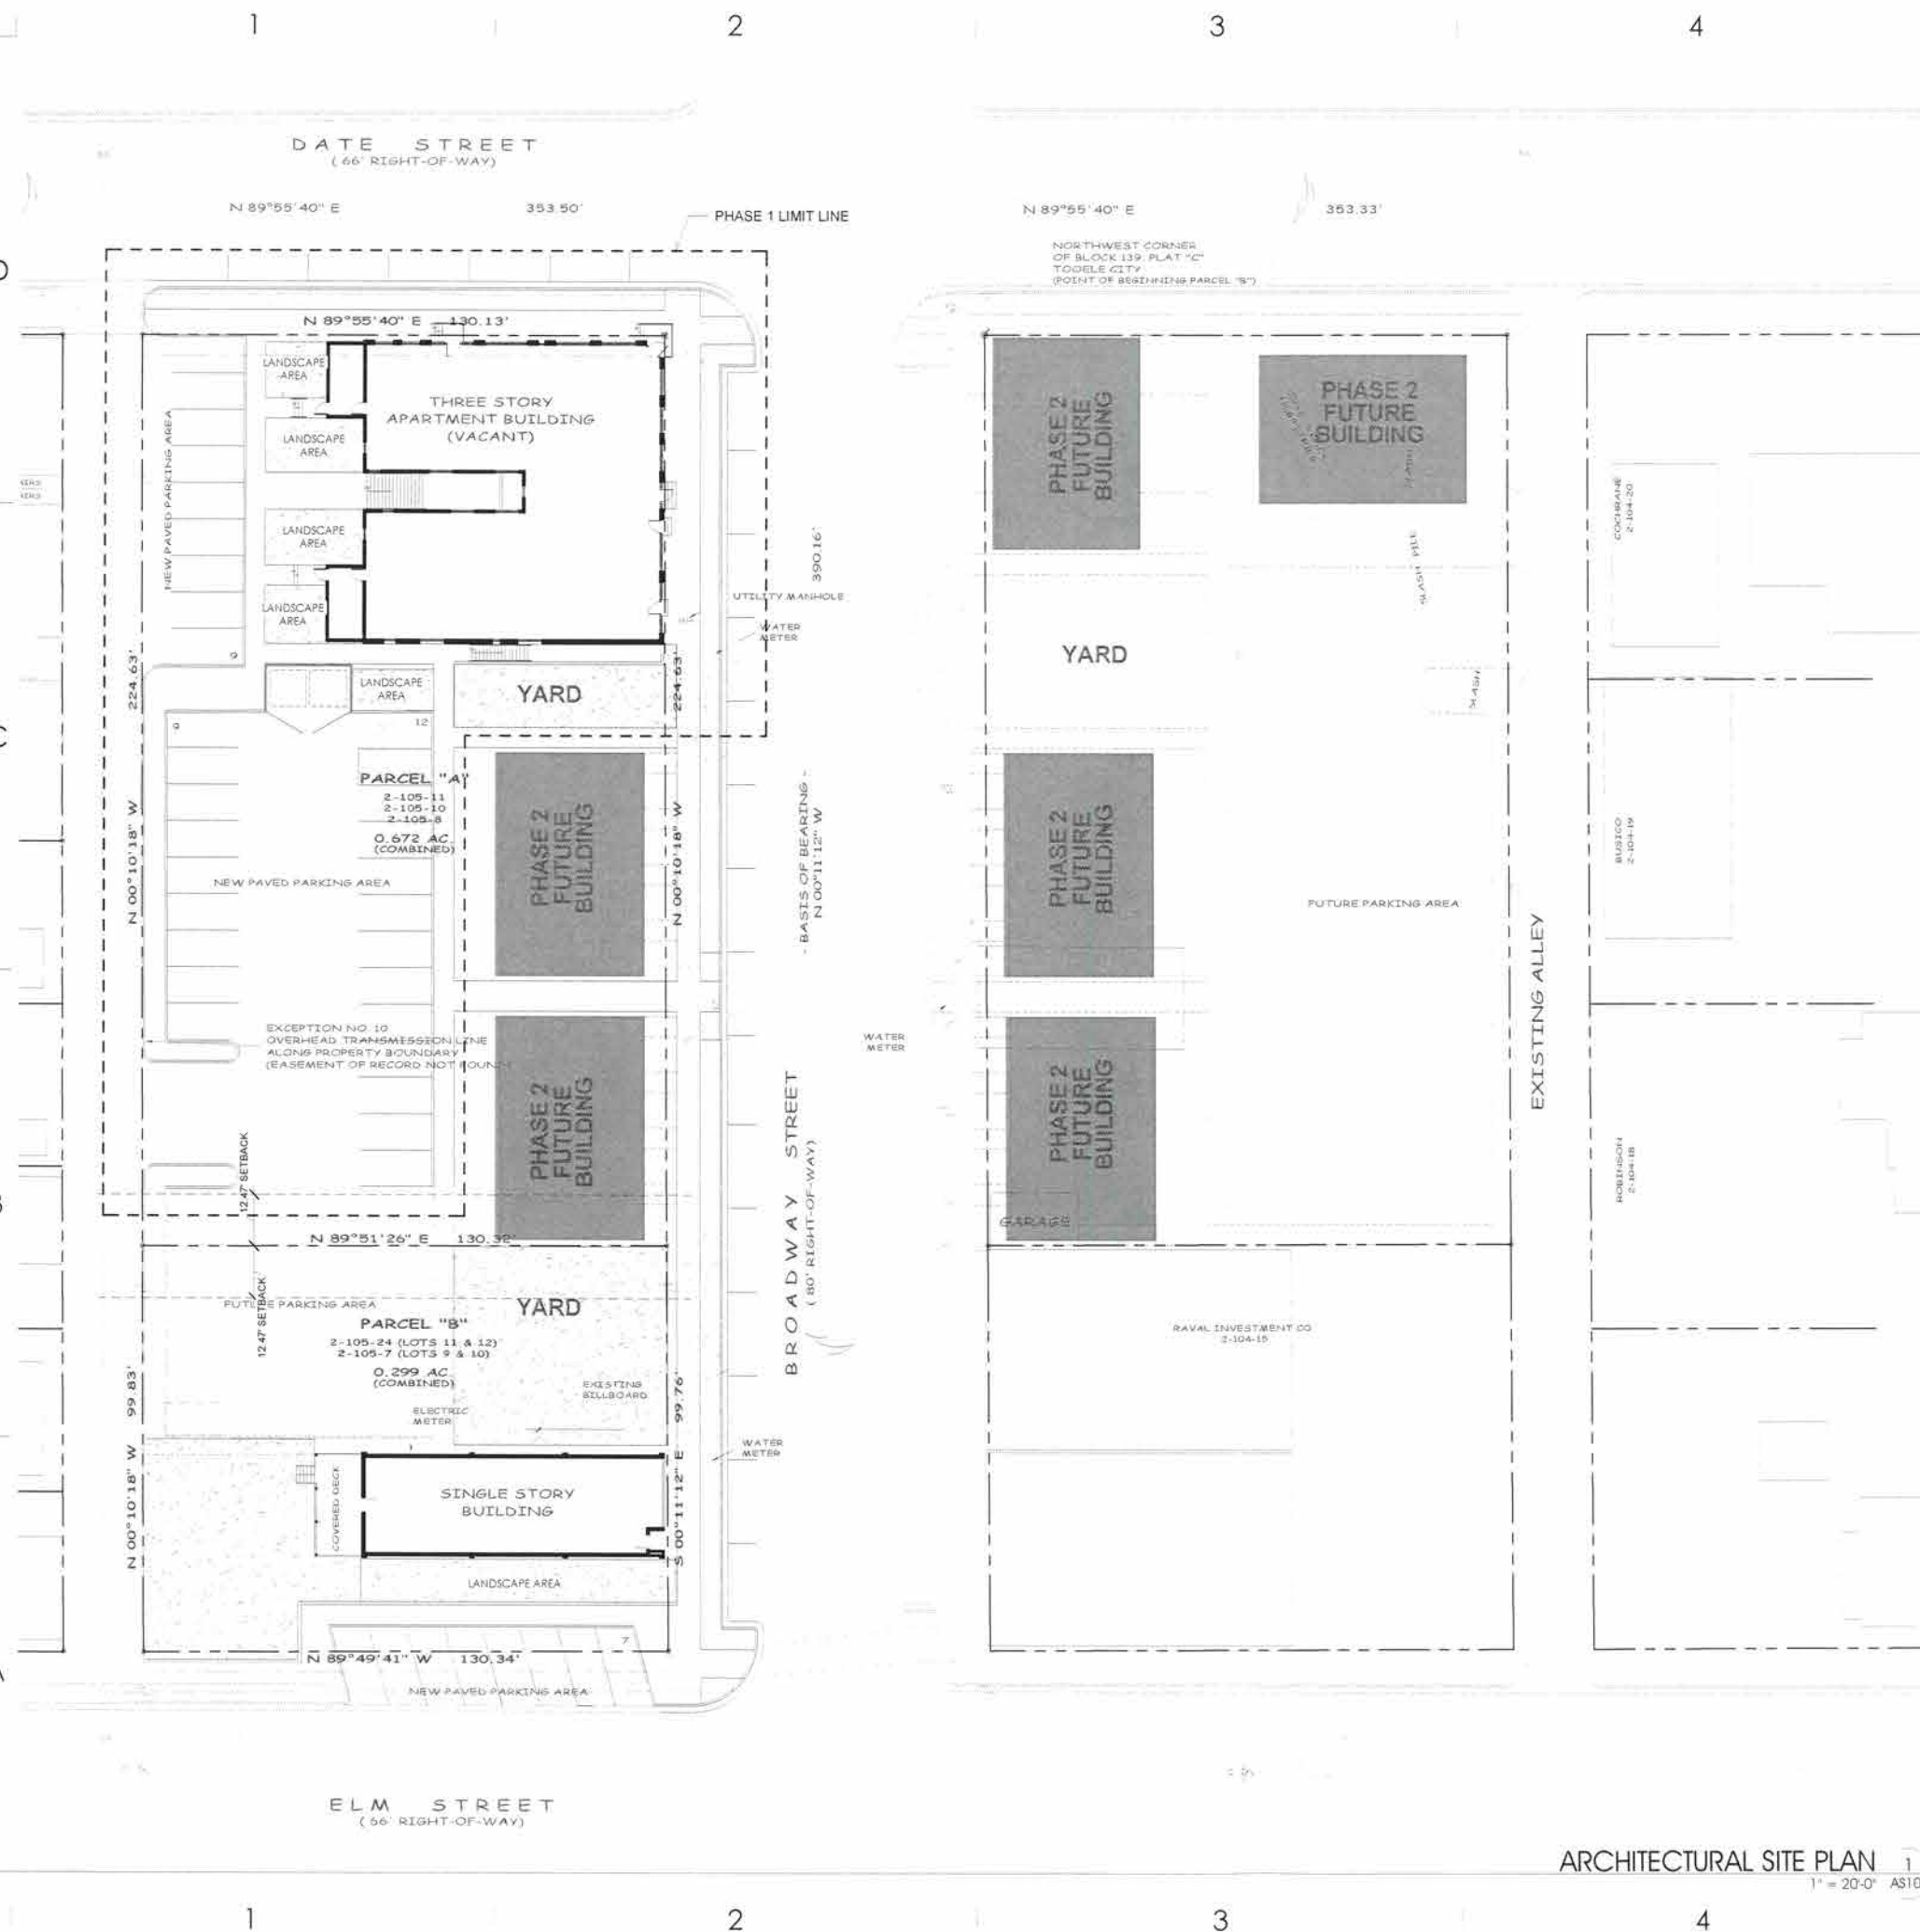 1
2
3
4
DATE STREET
(66' RIGHT-OF-WAY)
N 89°55'40" E
353.50'
PHASE 1 LIMIT LINE
N 89°55'40" E
353.33'
NORTHWEST CORNER
OF BLOCK 139, PLAT "C"
TOOELE CITY
(POINT OF BEGINNING PARCEL "B")
N 89°55'40" E 130.13'
LANDSCAPE
AREA
THREE STORY
APARTMENT BUILDING
(VACANT)
LANDSCAPE
AREA
NEW PAVED PARKING AREA
LANDSCAPE
AREA
LANDSCAPE
AREA
PHASE 2
FUTURE
BUILDING
PHASE 2
FUTURE
BUILDING
COCHRANE
2-104-20
390.16'
SLASH PILE
UTILITY MANHOLE
WATER
METER
9
224.63'
224.63'
LANDSCAPE
AREA
YARD
YARD
SLASH
9
12
PARCEL "A"
2-105-11
2-105-10
2-105-8
0.672 AC.
(COMBINED)
N 00°10'18" W
NEW PAVED PARKING AREA
PHASE 2
FUTURE
BUILDING
N 00°10'18" W
- BASIS OF BEARING -
N 00°11'12" W
PHASE 2
FUTURE
BUILDING
FUTURE PARKING AREA
BUSICO
2-104-19
EXISTING ALLEY
EXCEPTION NO. 10
OVERHEAD TRANSMISSION LINE
ALONG PROPERTY BOUNDARY
(EASEMENT OF RECORD NOT FOUND)
WATER
METER
PHASE 2
FUTURE
BUILDING
PHASE 2
FUTURE
BUILDING
GARAGE
ROBINSON
2-104-18
12.47' SETBACK
BROADWAY STREET
(80' RIGHT-OF-WAY)
N 89°51'26" E 130.32'
12.47' SETBACK
FUTURE PARKING AREA
YARD
PARCEL "B"
2-105-24 (LOTS 11 & 12)
2-105-7 (LOTS 9 & 10)
0.299 AC.
(COMBINED)
RAVAL INVESTMENT CO
2-104-15
99.83'
99.76'
EXISTING
BILLBOARD
ELECTRIC
METER
WATER
METER
N 00°10'18" W
COVERED DECK
SINGLE STORY
BUILDING
S 00°11'12" E
LANDSCAPE AREA
7
N 89°49'41" W 130.34'
NEW PAVED PARKING AREA
ELM STREET
(66' RIGHT-OF-WAY)
ARCHITECTURAL SITE PLAN 1
1" = 20'-0" AS10
1
2
3
4